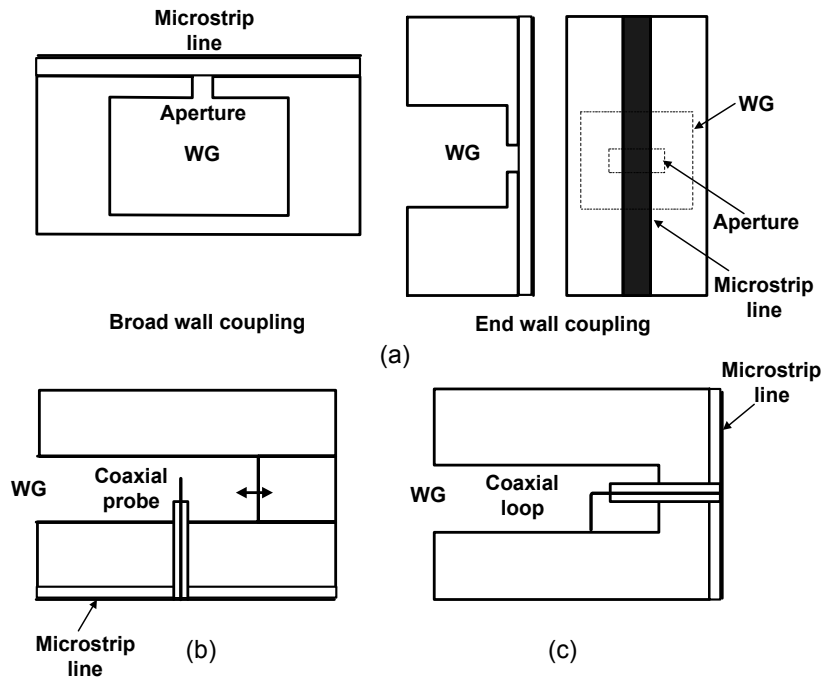 Microstrip
line
Aperture
WG
Broad wall coupling
WG
WG
Aperture
Microstrip
line
End wall coupling
(a)
WG
Coaxial
probe
Microstrip
line
(b)
WG
Coaxial
loop
Microstrip
line
(c)